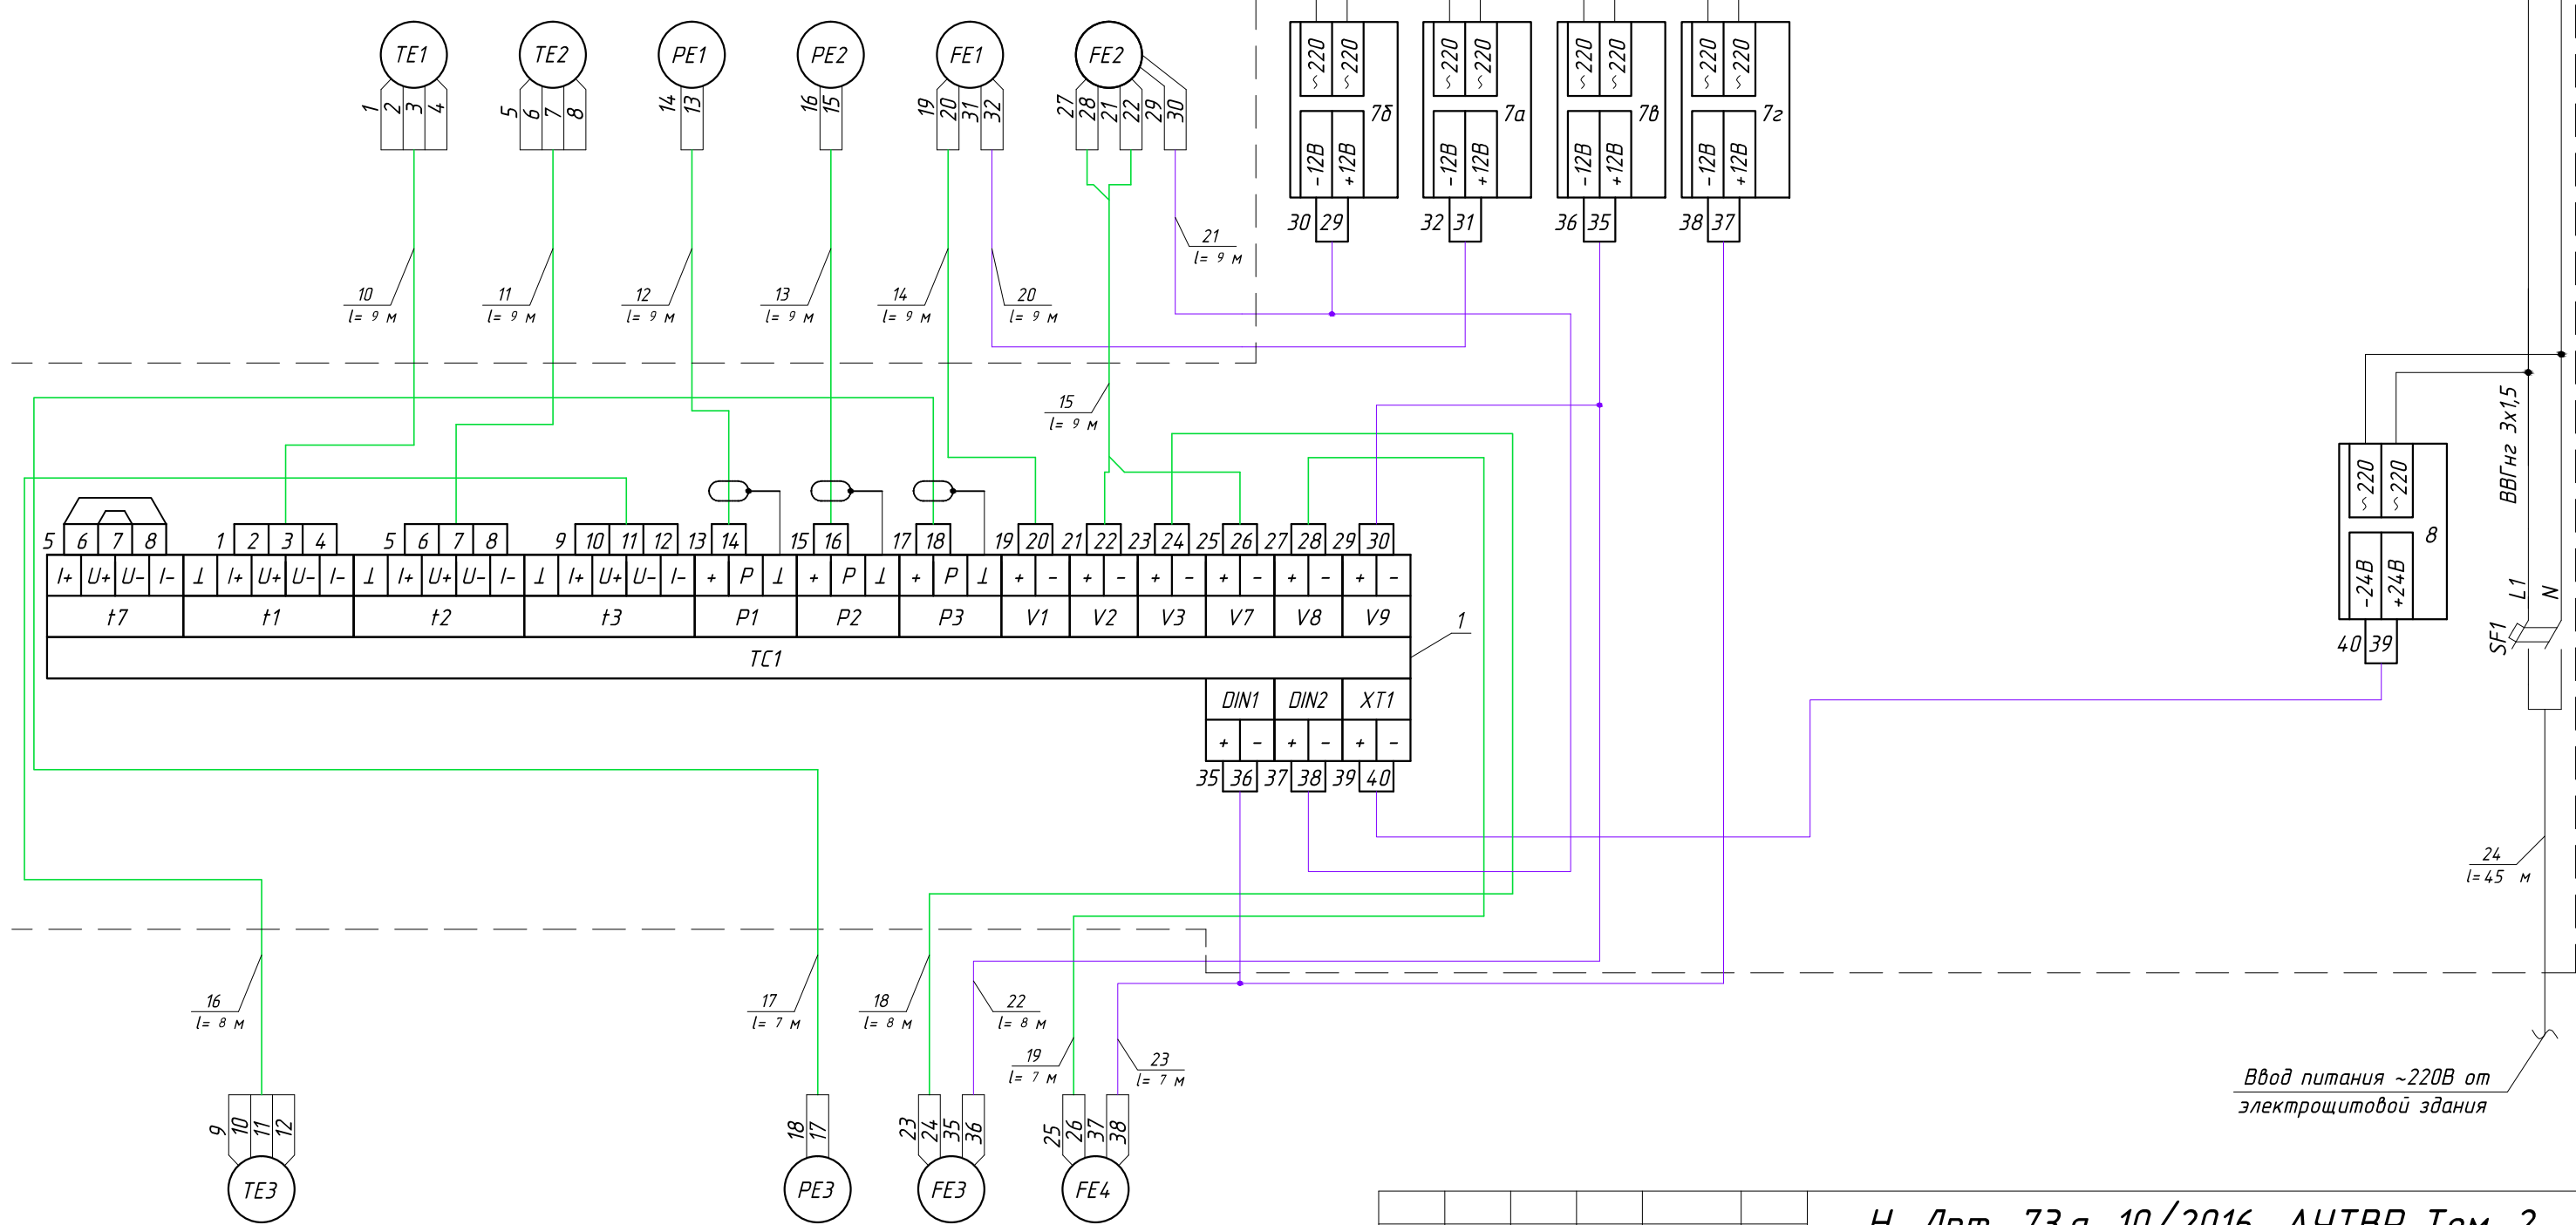 TE1 TE2 PE1 PE2 FE1 FE2
1 2 3 4 5 6 7 8 14 13 16 15 19 20 31 32 27 28 21 22 29 30
~220 ~220 7б ~220 ~220 7а ~220 ~220 7в ~220 ~220 7г
-12В +12В -12В +12В -12В +12В -12В +12В
30 29 32 31 36 35 38 37
21
l= 9 м
10 11 12 13 14 20
l= 9 м l= 9 м l= 9 м l= 9 м l= 9 м l= 9 м
15
l= 9 м
ВВГнг 3х1,5
~220 ~220
8
-24В +24В
L1 N
SF1
40 39
5 6 7 8 1 2 3 4 5 6 7 8 9 10 11 12 13 14 15 16 17 18 19 20 21 22 23 24 25 26 27 28 29 30
I+ U+ U- I- ⊥ I+ U+ U- I- ⊥ I+ U+ U- I- ⊥ I+ U+ U- I- + P ⊥ + P ⊥ + P ⊥ + - + - + - + - + - + -
t7 t1 t2 t3 P1 P2 P3 V1 V2 V3 V7 V8 V9
1
TC1
DIN1 DIN2 XT1
+ - + - + -
35 36 37 38 39 40
24
l=45 м
16 17 18 22
l= 8 м l= 7 м l= 8 м l= 8 м
19 23
l= 7 м l= 7 м
Ввод питания ~220В от
электрощитовой здания
9 10 11 12 18 17 23 24 35 36 25 26 37 38
TE3 PE3 FE3 FE4